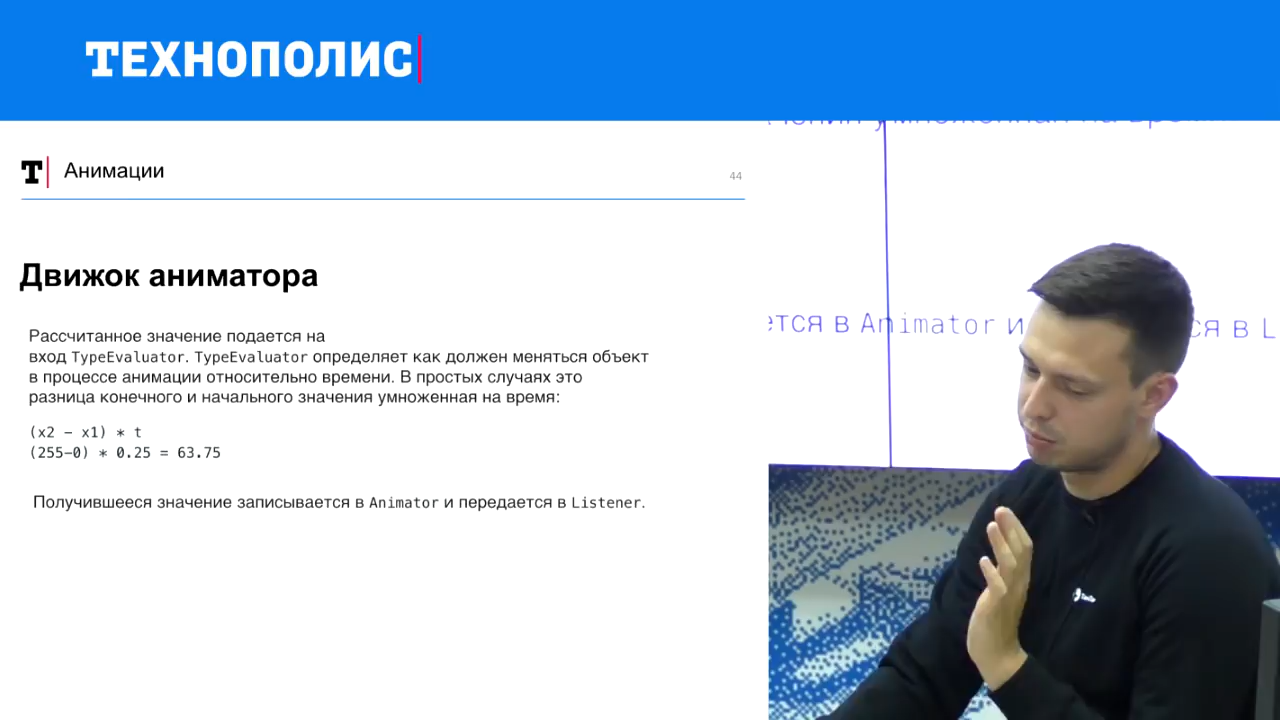 ТЕХНОПОЛИС
Т Анимации
44
Движок аниматора
Рассчитанное значение подается на
вход TypeEvaluator. TypeEvaluator определяет как должен меняться объект
в процессе анимации относительно времени. В простых случаях это
разница конечного и начального значения умноженная на время:
(x2 - x1) * t
(255-0) * 0.25 = 63.75
Получившееся значение записывается в Animator и передается в Listener.
умноженная на
ется в Animator и
ся в L